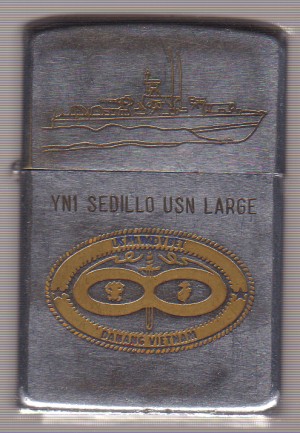 YN1 SEDILLO USN LARGE
DANANG VIETNAM